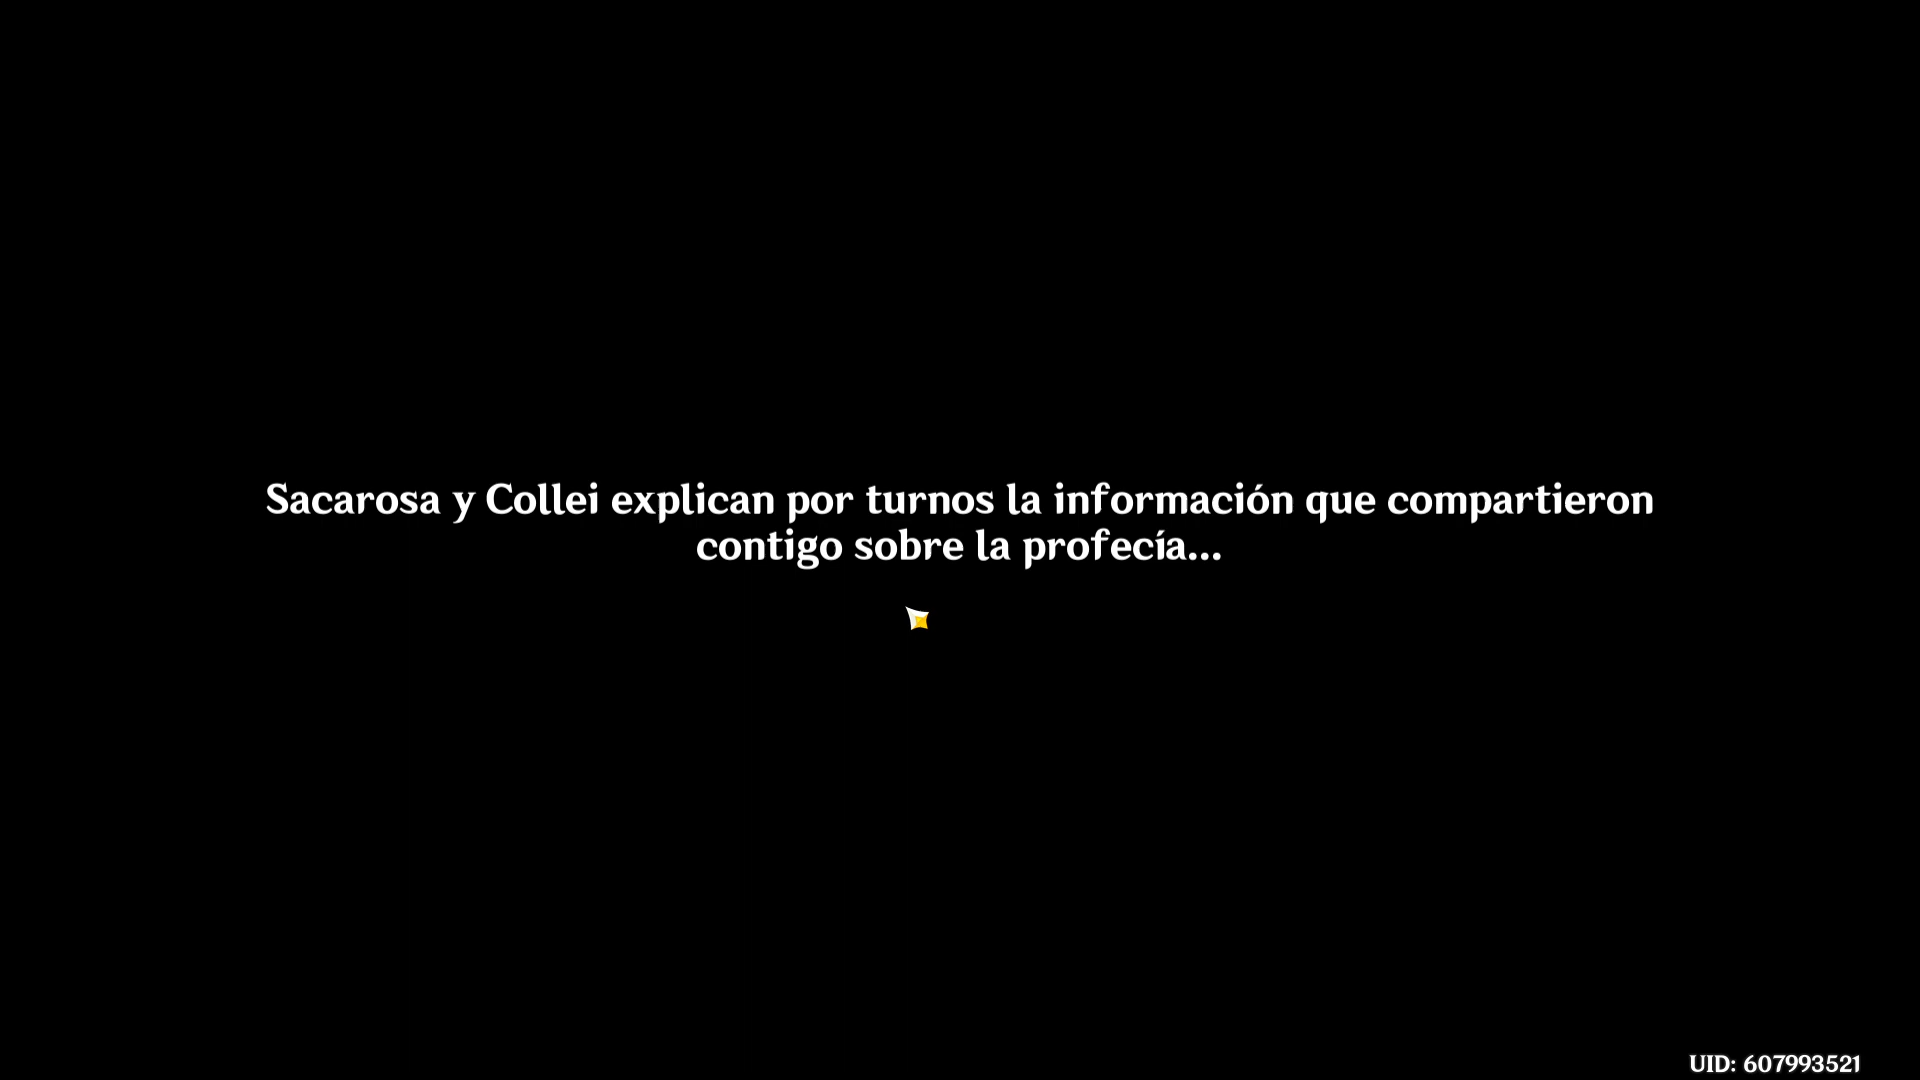 Sacarosa y Collei explican por turnos la información que compartieron
contigo sobre la profecía...
UID: 607993521